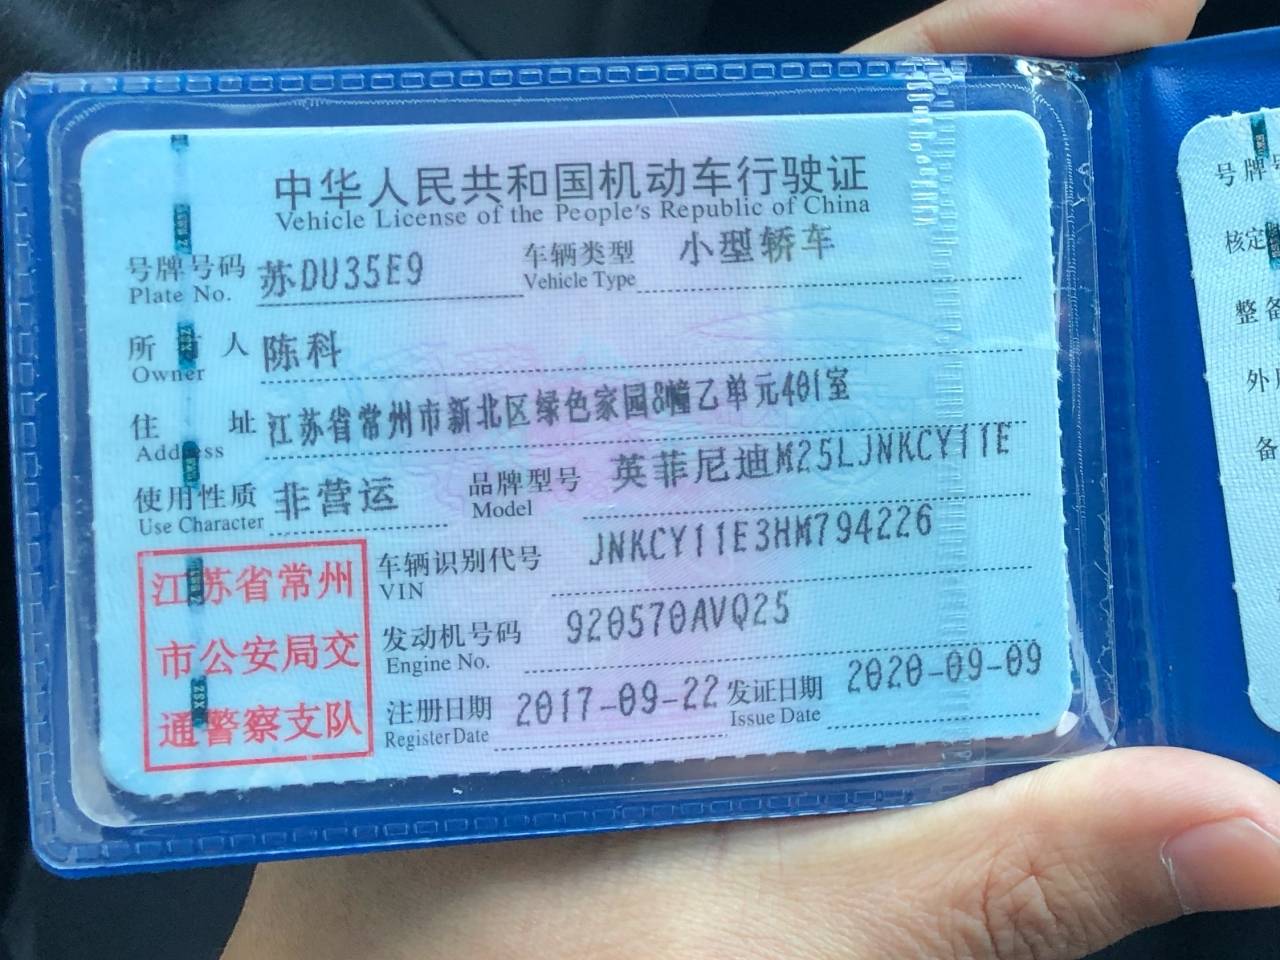 中华人民共和国机动车行驶证
Vehicle License of the People's Republic of China
号牌号码 苏DU35E9 车辆类型 小型轿车
Plate No. Vehicle Type
所有人 陈科
Owner
住址 江苏省常州市新北区绿色家园8幢乙单元401室
Address
使用性质 非营运 品牌型号 英菲尼迪M25LJNKCY11E
Use Character Model
车辆识别代号 JNKCY11E3HM794226
VIN
发动机号码 920570AVQ25
Engine No.
注册日期 2017-09-22 发证日期 2020-09-09
Register Date Issue Date
江苏省常州
市公安局交
通警察支队
号牌号
核定
整备
外
备